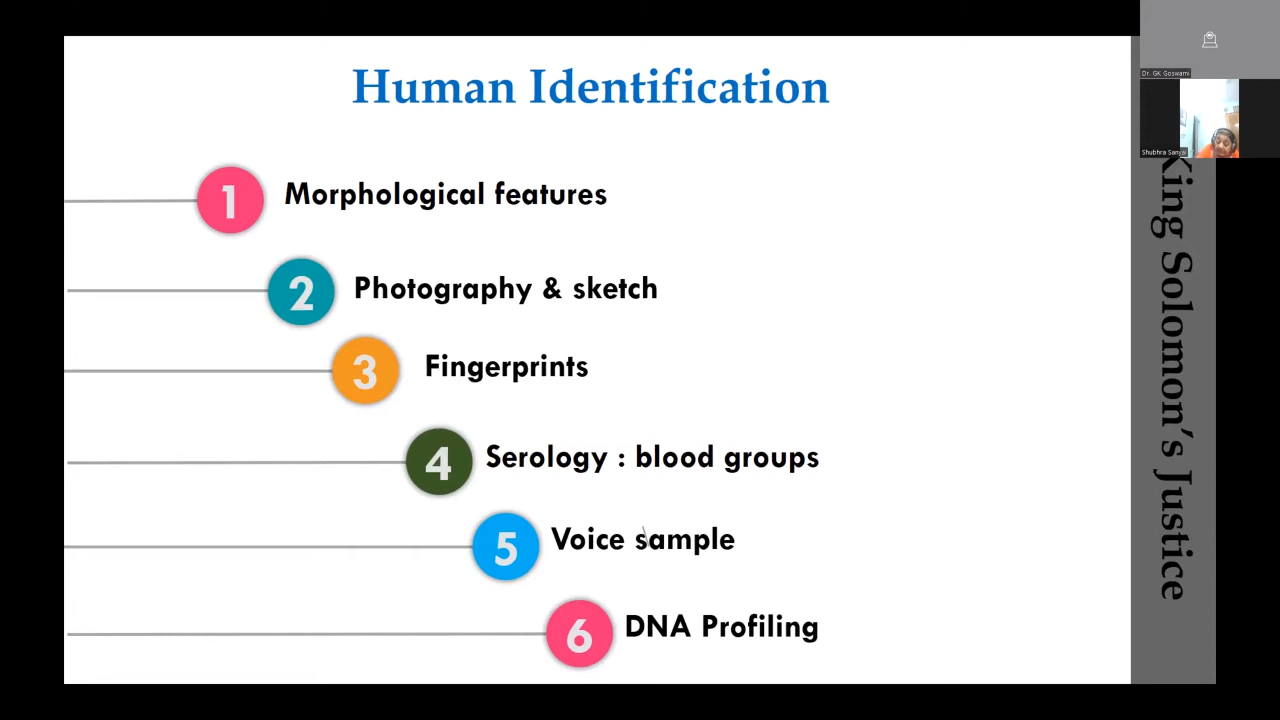 Human Identification
1 Morphological features
2 Photography & sketch
3 Fingerprints
4 Serology : blood groups
5 Voice sample
6 DNA Profiling
King Solomon's Justice
Dr. GK Goswami
Shubhra Sanyal